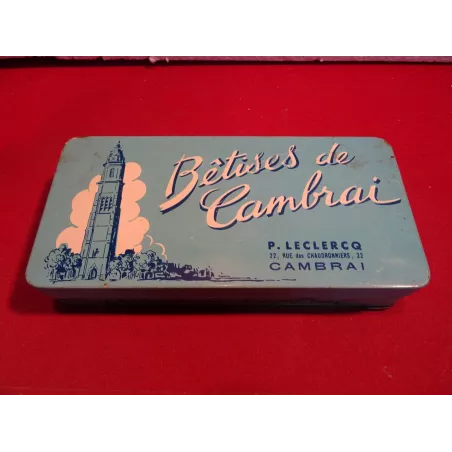 Bêtises de
Cambrai
P. LECLERCQ
22, RUE des CHAUDRONNIERS, 22
CAMBRAI